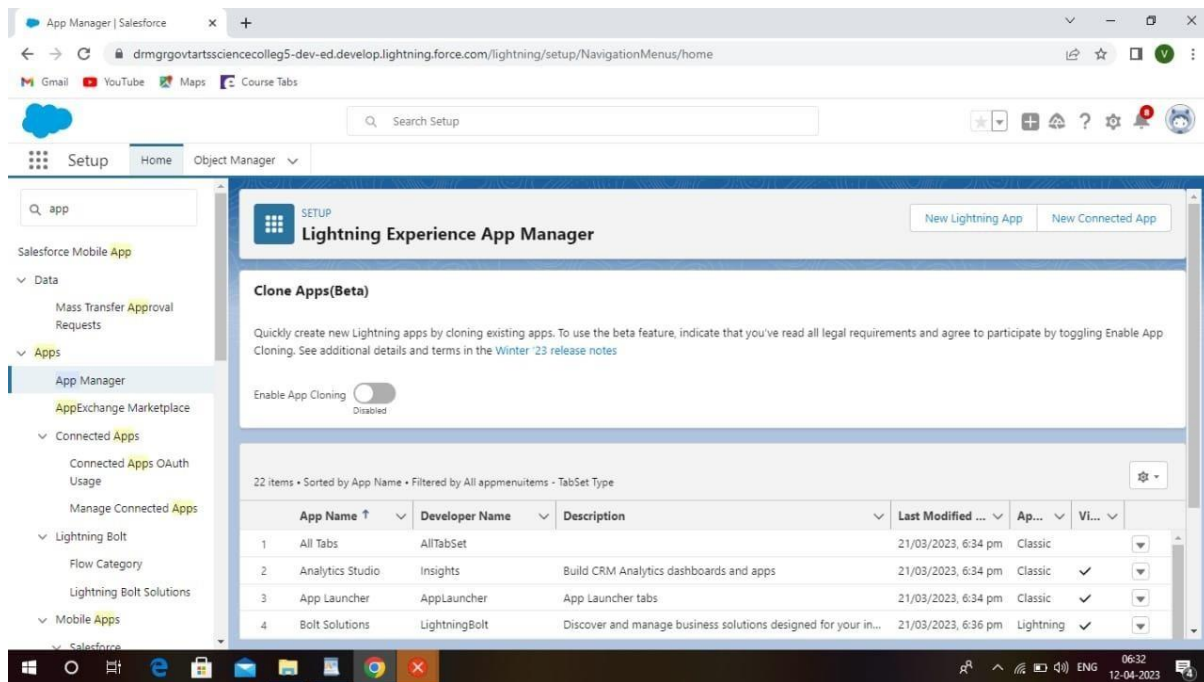 App Manager | Salesforce
drmgrgovtartssciencecolleg5-dev-ed.develop.lightning.force.com/lightning/setup/NavigationMenus/home
V
Gmail YouTube Maps Course Tabs
Search Setup
Setup Home Object Manager
app
Salesforce Mobile App
Data
Mass Transfer Approval
Requests
Apps
App Manager
AppExchange Marketplace
Connected Apps
Connected Apps OAuth
Usage
Manage Connected Apps
Lightning Bolt
Flow Category
Lightning Bolt Solutions
Mobile Apps
Salesforce
SETUP
Lightning Experience App Manager
New Lightning App New Connected App
Clone Apps(Beta)
Quickly create new Lightning apps by cloning existing apps. To use the beta feature, indicate that you've read all legal requirements and agree to participate by toggling Enable App
Cloning. See additional details and terms in the Winter '23 release notes
Enable App Cloning
Disabled
22 items • Sorted by App Name • Filtered by All appmenuitems - TabSet Type
App Name ↑ Developer Name Description Last Modified ... Ap... Vi...
1 All Tabs AllTabSet 21/03/2023, 6:34 pm Classic
2 Analytics Studio Insights Build CRM Analytics dashboards and apps 21/03/2023, 6:34 pm Classic ✓
3 App Launcher AppLauncher App Launcher tabs 21/03/2023, 6:34 pm Classic ✓
4 Bolt Solutions LightningBolt Discover and manage business solutions designed for your in... 21/03/2023, 6:36 pm Lightning ✓
ENG 06:32
12-04-2023